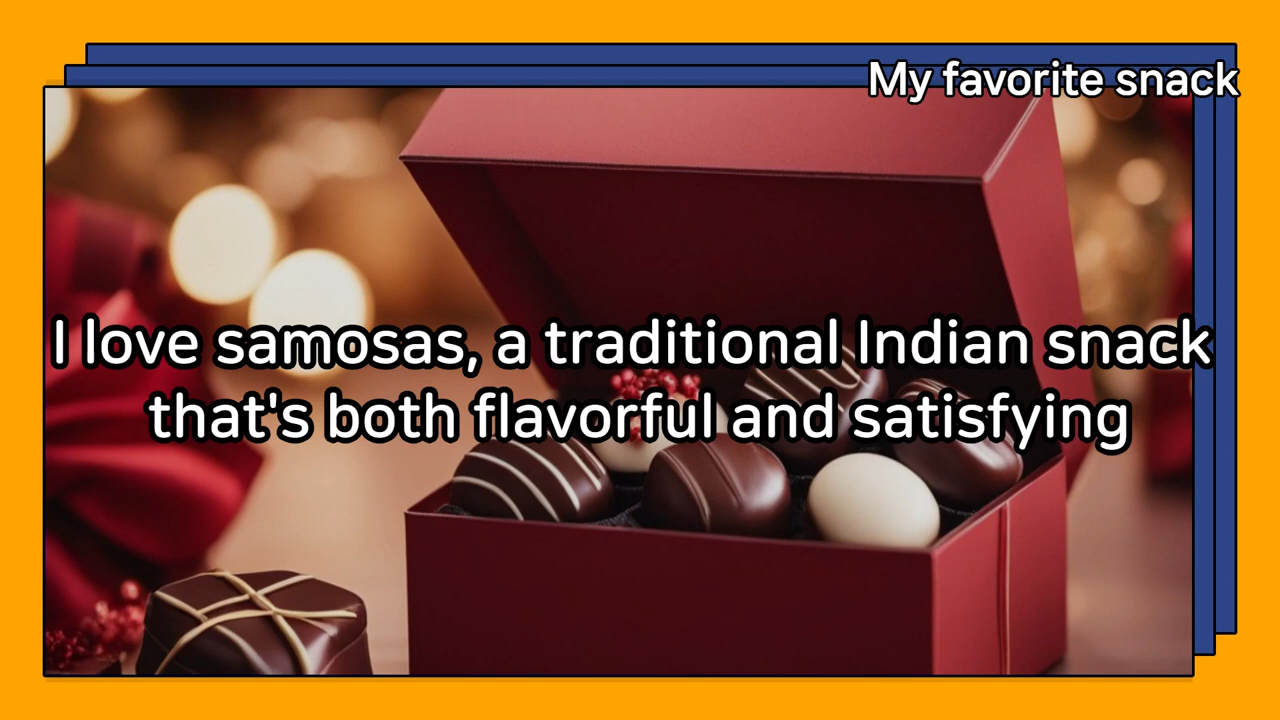 My favorite snack
I love samosas, a traditional Indian snack
that's both flavorful and satisfying